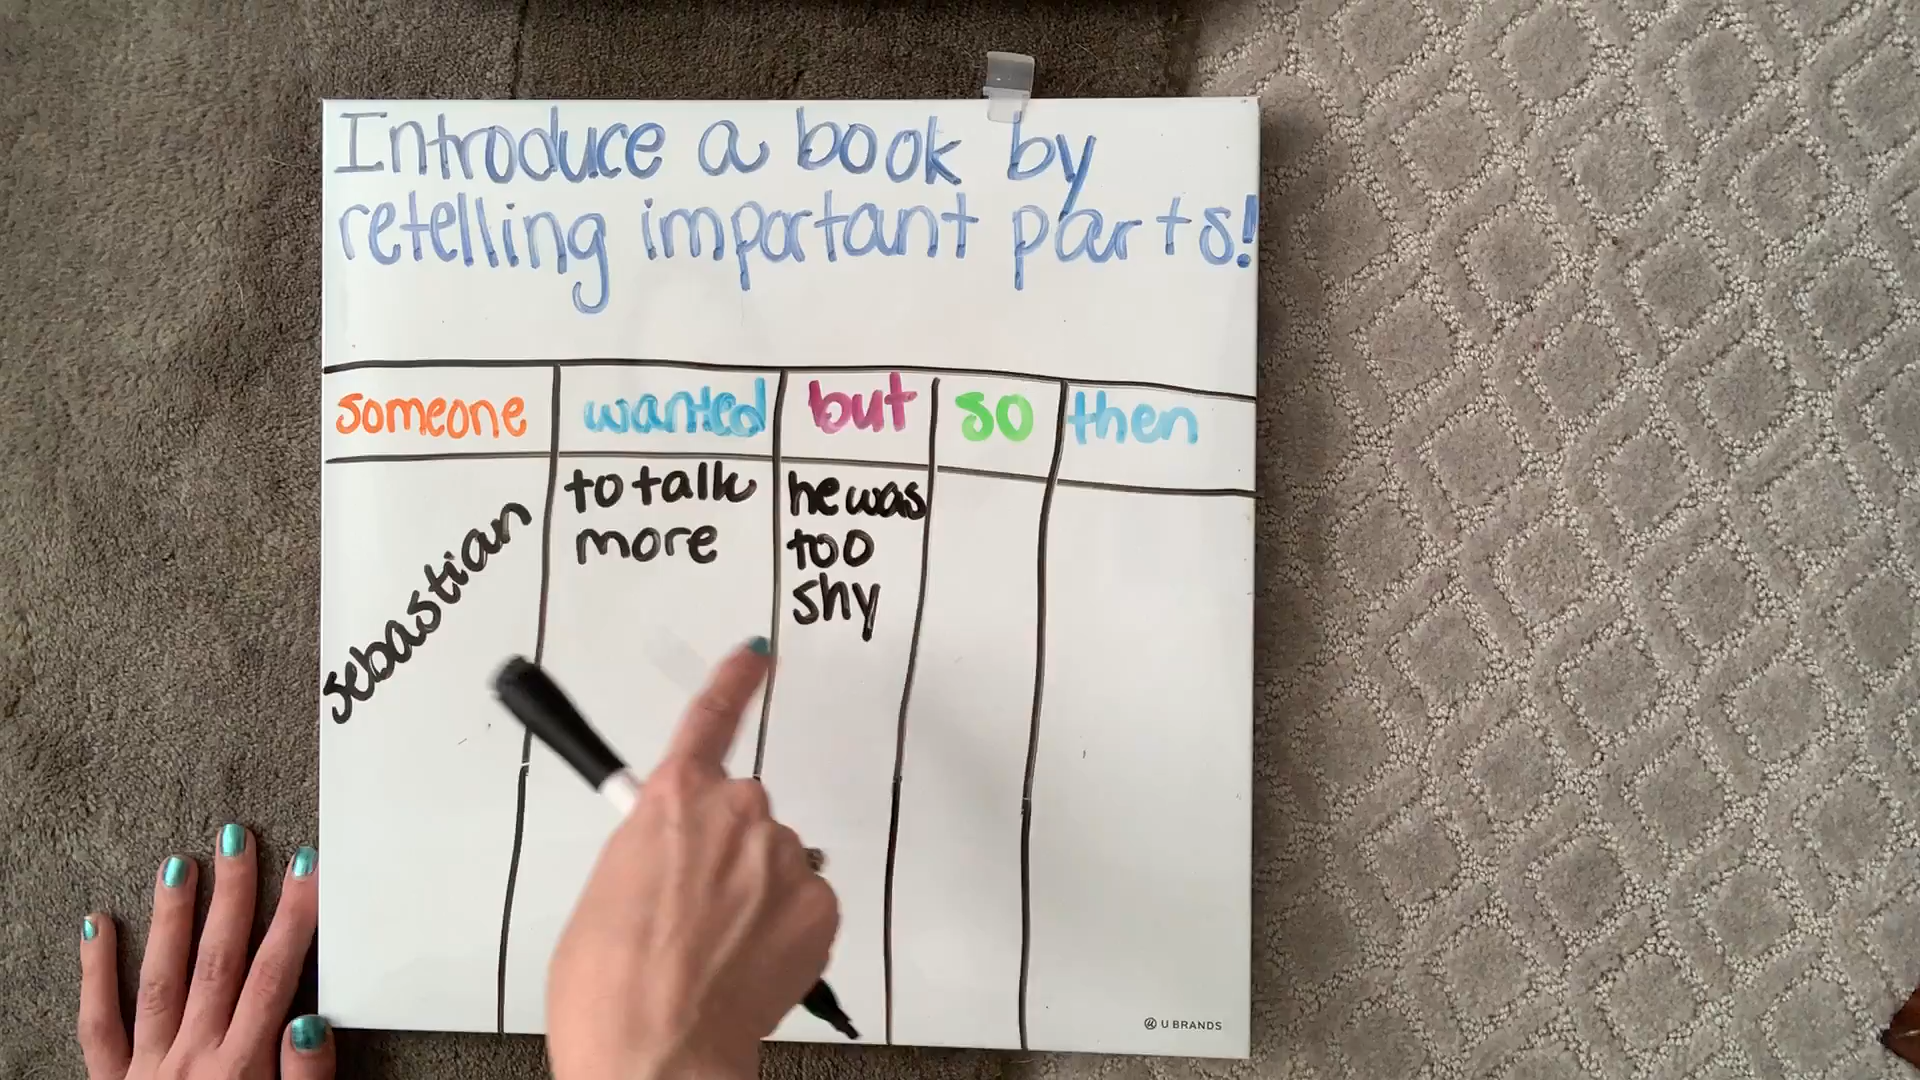 Introduce a book by
retelling important parts!
someone
wanted
but
so
then
sebastian
to talk
more
he was
too
shy
U BRANDS